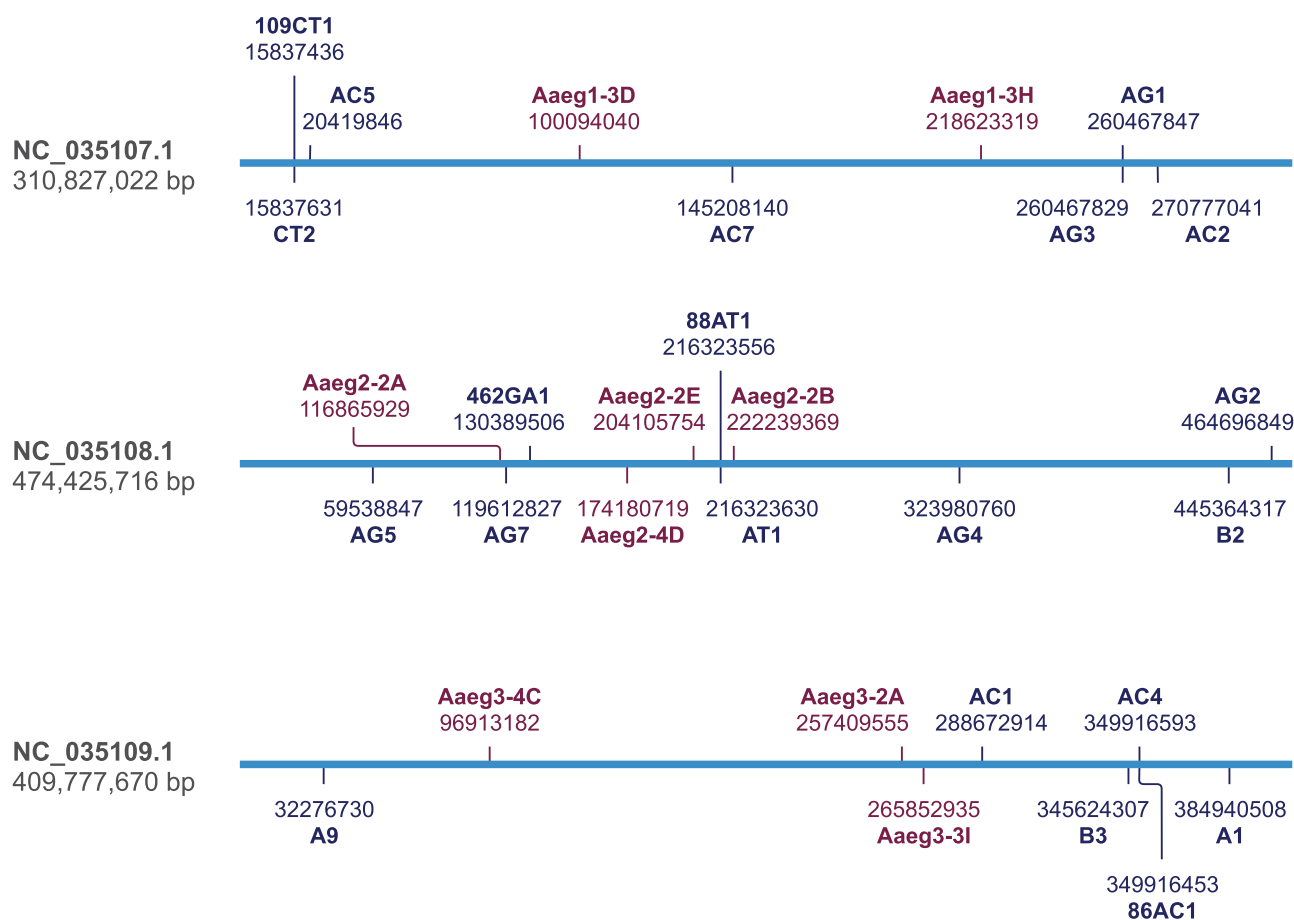 109CT1
15837436
AC5
20419846
Aaeg1-3D
100094040
Aaeg1-3H
218623319
AG1
260467847
NC_035107.1
310,827,022 bp
15837631
CT2
145208140
AC7
260467829
AG3
270777041
AC2
88AT1
216323556
Aaeg2-2A
116865929
462GA1
130389506
Aaeg2-2E
204105754
Aaeg2-2B
222239369
AG2
464696849
NC_035108.1
474,425,716 bp
59538847
AG5
119612827
AG7
174180719
Aaeg2-4D
216323630
AT1
323980760
AG4
445364317
B2
Aaeg3-4C
96913182
Aaeg3-2A
257409555
AC1
288672914
AC4
349916593
NC_035109.1
409,777,670 bp
32276730
A9
265852935
Aaeg3-3I
345624307
B3
384940508
A1
349916453
86AC1